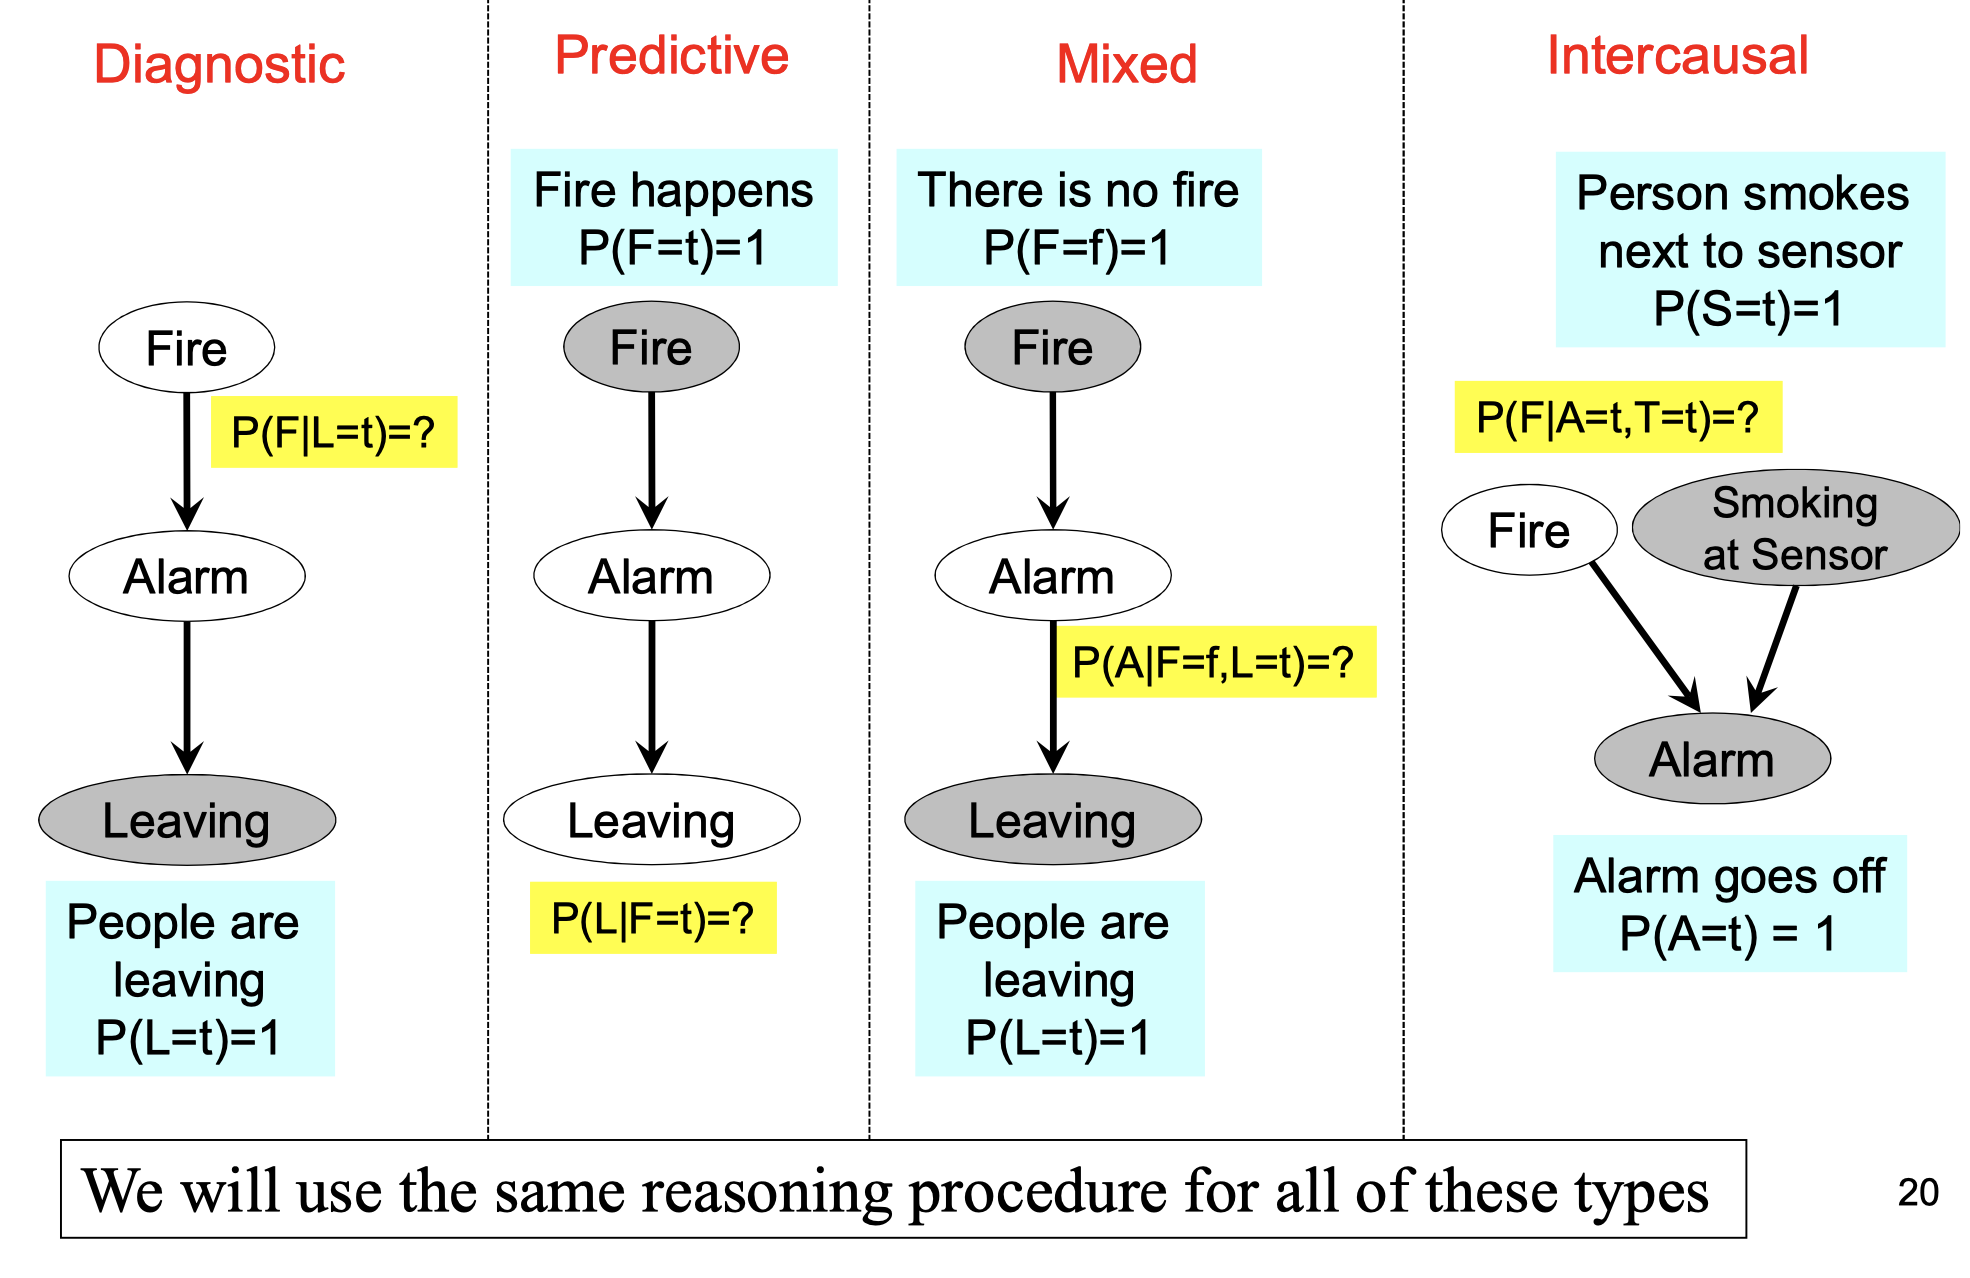 Diagnostic
Fire
P(F|L=t)=?
Alarm
Leaving
People are
leaving
P(L=t)=1
Predictive
Fire happens
P(F=t)=1
Fire
Alarm
Leaving
P(L|F=t)=?
Mixed
There is no fire
P(F=f)=1
Fire
Alarm
P(A|F=f,L=t)=?
Leaving
People are
leaving
P(L=t)=1
Intercausal
Person smokes
next to sensor
P(S=t)=1
P(F|A=t,T=t)=?
Fire
Smoking
at Sensor
Alarm
Alarm goes off
P(A=t) = 1
We will use the same reasoning procedure for all of these types
20